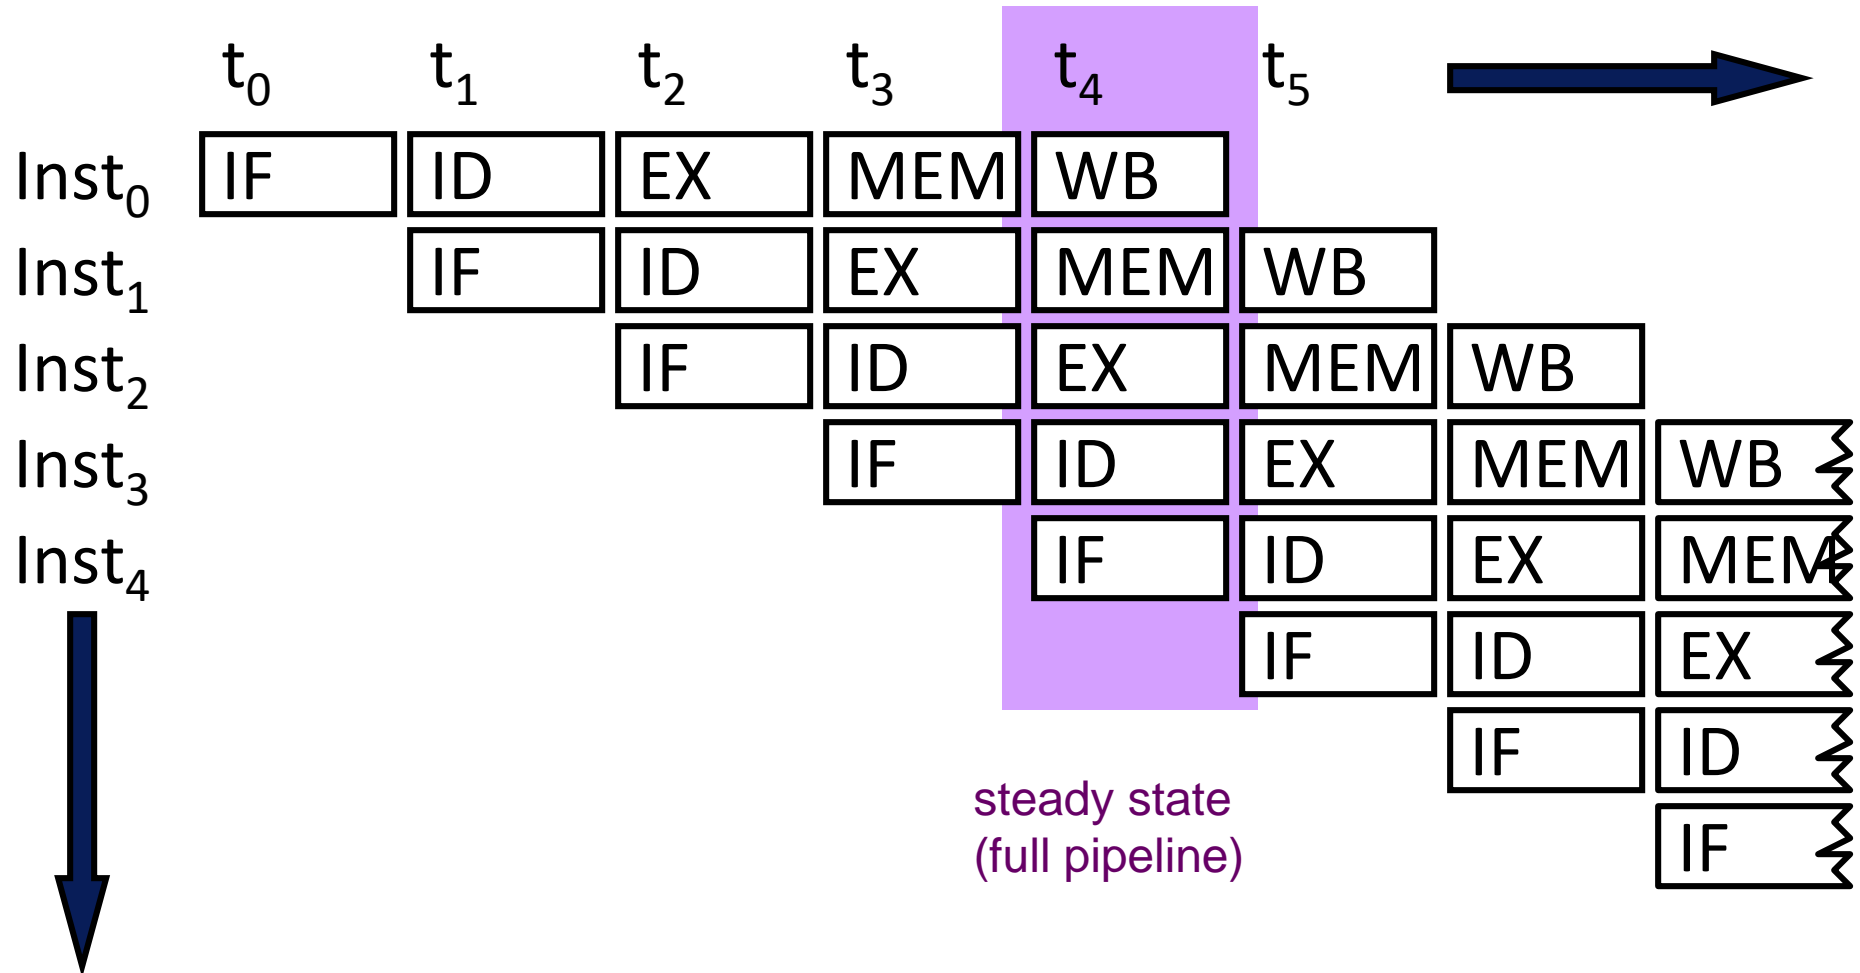 t₀ t₁ t₂ t₃ t₄ t₅
Inst₀ IF ID EX MEM WB
Inst₁ IF ID EX MEM WB
Inst₂ IF ID EX MEM WB
Inst₃ IF ID EX MEM WB
Inst₄ IF ID EX MEM
IF ID EX
IF ID
IF
steady state
(full pipeline)